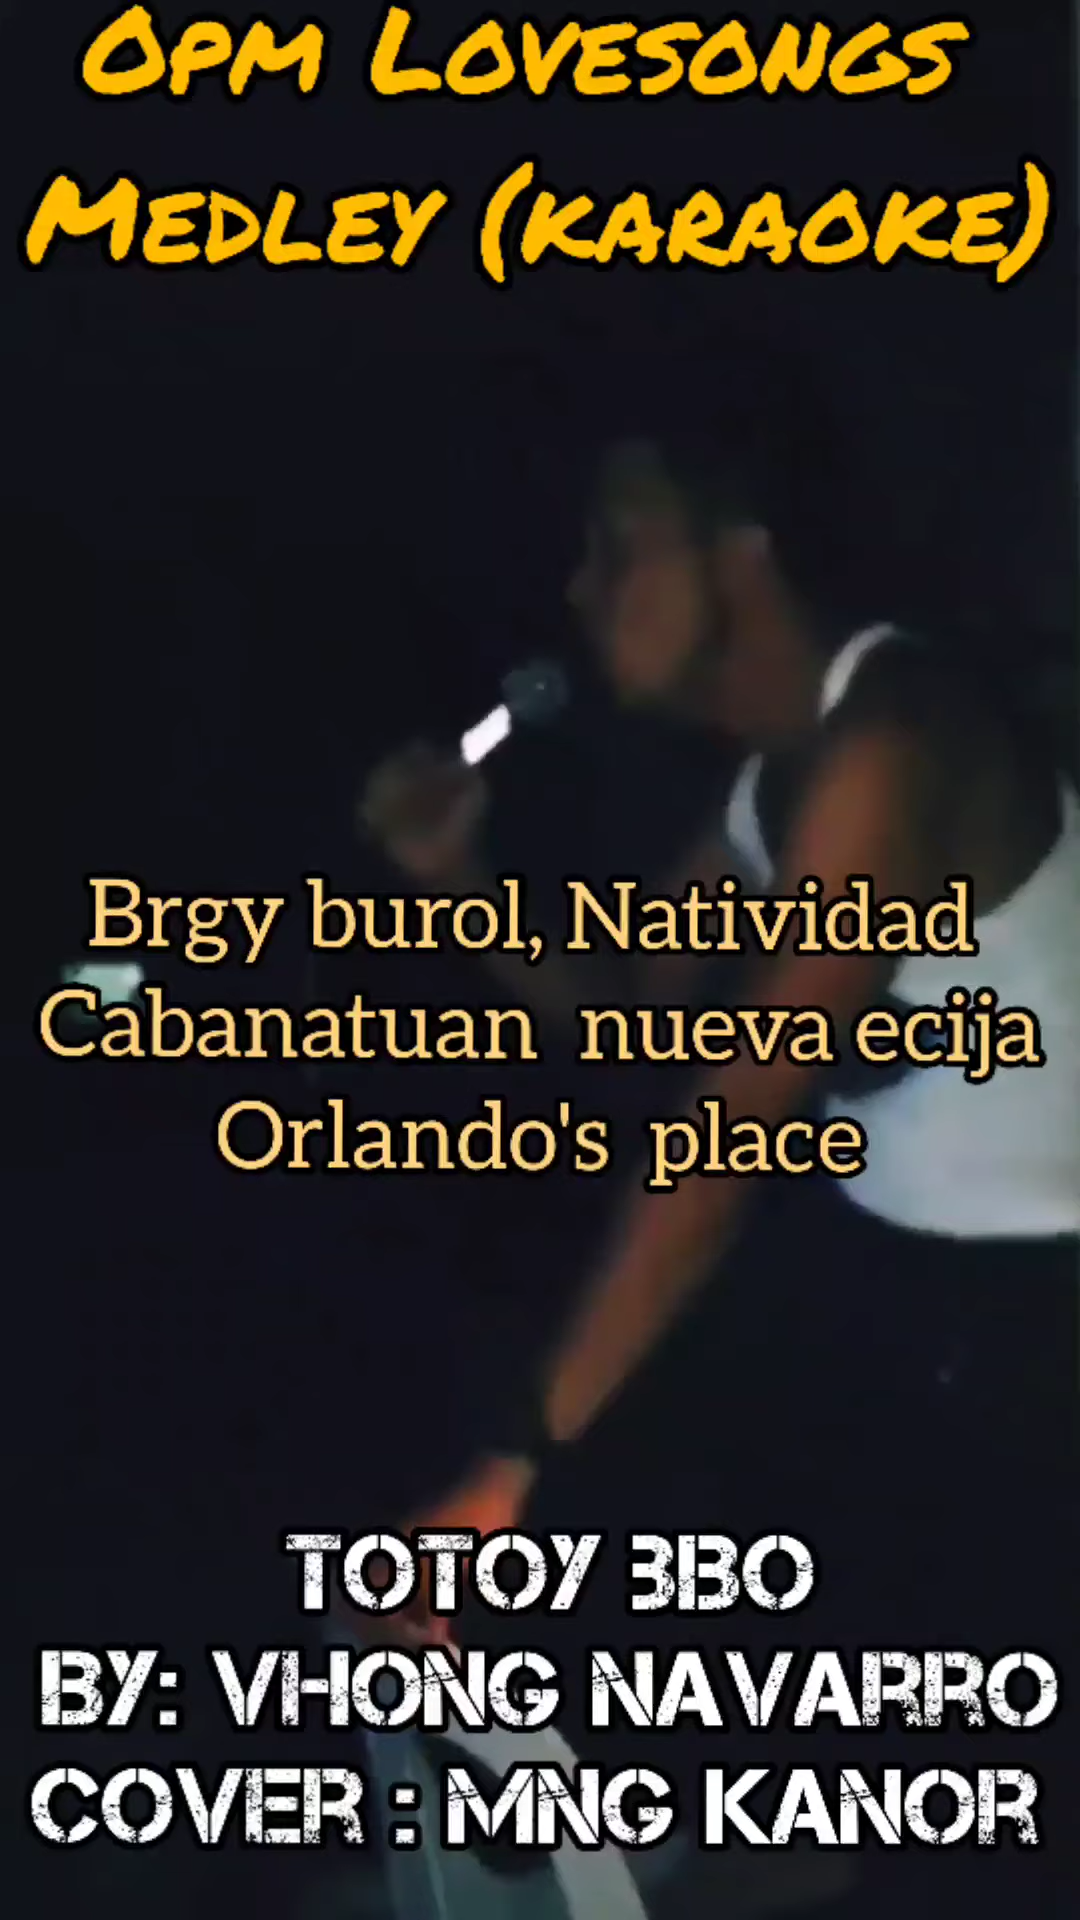 Opm Lovesongs
Medley (karaoke)
Brgy burol, Natividad
Cabanatuan nueva ecija
Orlando's place
TOTOY BBO
BY: VHONG NAVARRO
COVER : MNG KANOR